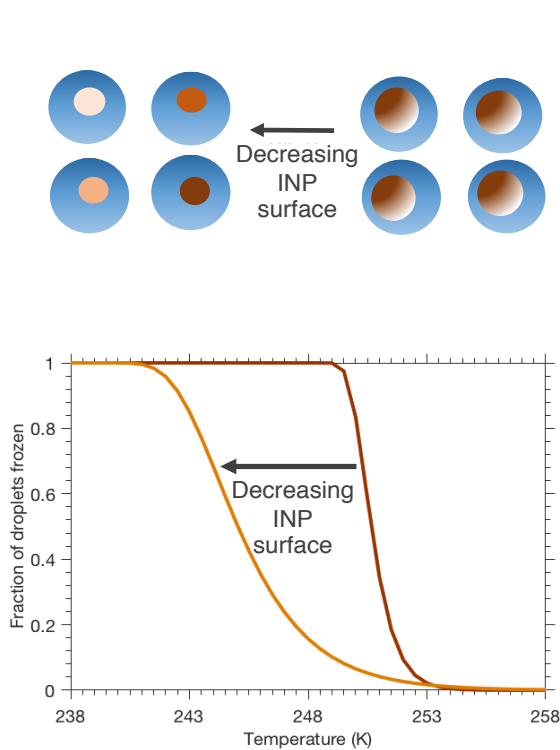 Decreasing
INP
surface
1
0.8
0.6
0.4
0.2
0
Fraction of droplets frozen
Decreasing
INP
surface
238 243 248 253 258
Temperature (K)